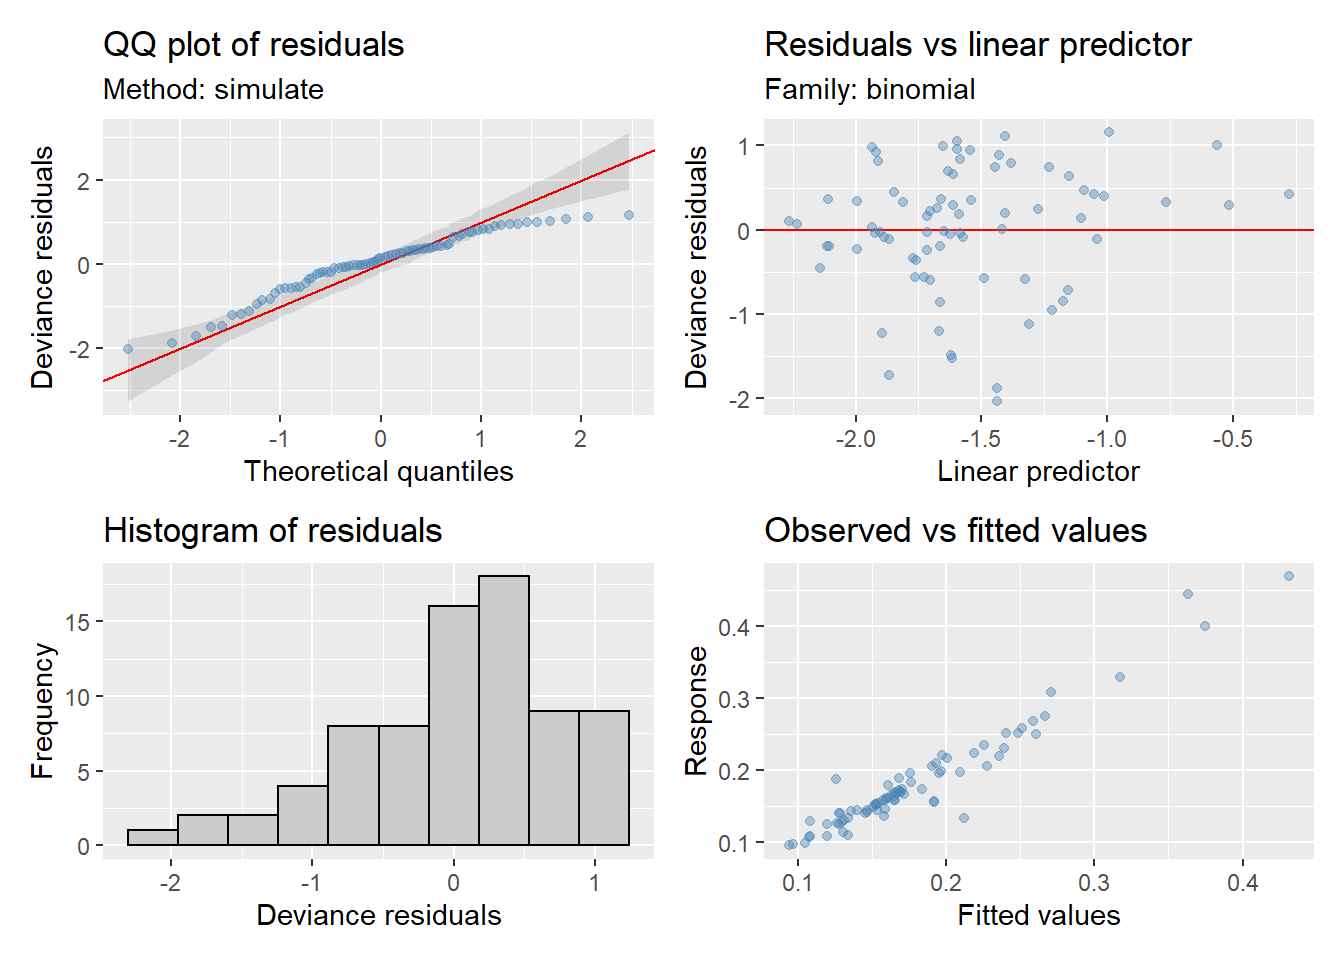 QQ plot of residuals
Method: simulate
Deviance residuals
2
0
-2
-2
-1
0
1
2
Theoretical quantiles
Residuals vs linear predictor
Family: binomial
Deviance residuals
1
0
-1
-2
-2.0
-1.5
-1.0
-0.5
Linear predictor
Histogram of residuals
Frequency
15
10
5
0
-2
-1
0
1
Deviance residuals
Observed vs fitted values
Response
0.4
0.3
0.2
0.1
0.1
0.2
0.3
0.4
Fitted values